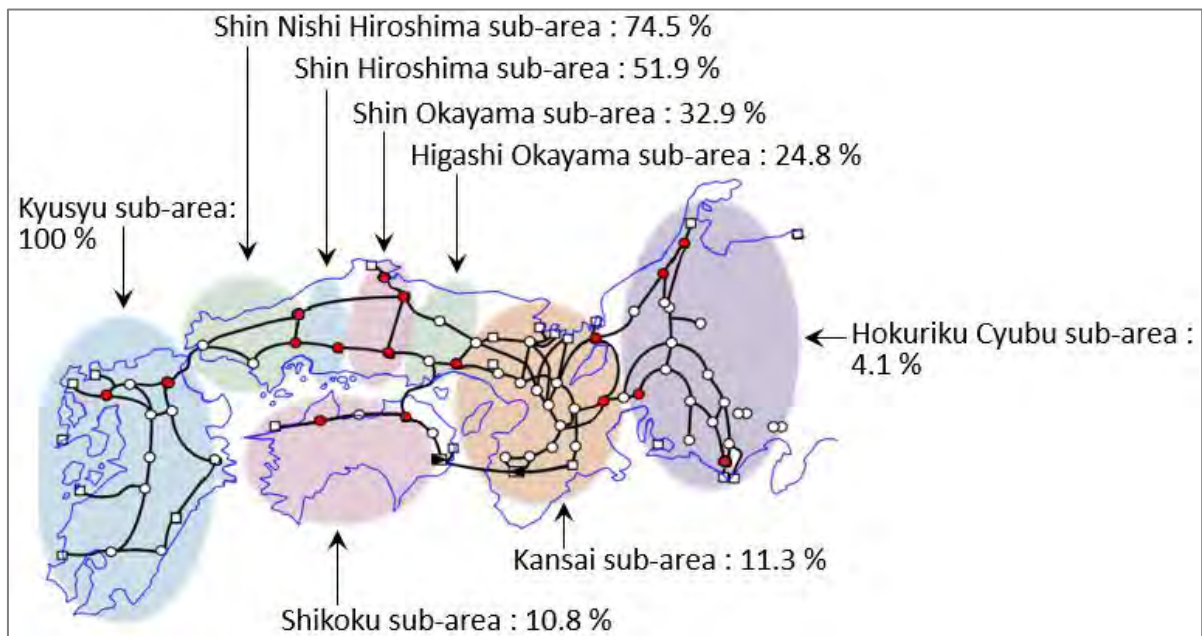 Shin Nishi Hiroshima sub-area : 74.5 %
Shin Hiroshima sub-area : 51.9 %
Shin Okayama sub-area : 32.9 %
Higashi Okayama sub-area : 24.8 %
Kyusyu sub-area:
100 %
Hokuriku Cyubu sub-area :
4.1 %
Kansai sub-area : 11.3 %
Shikoku sub-area : 10.8 %